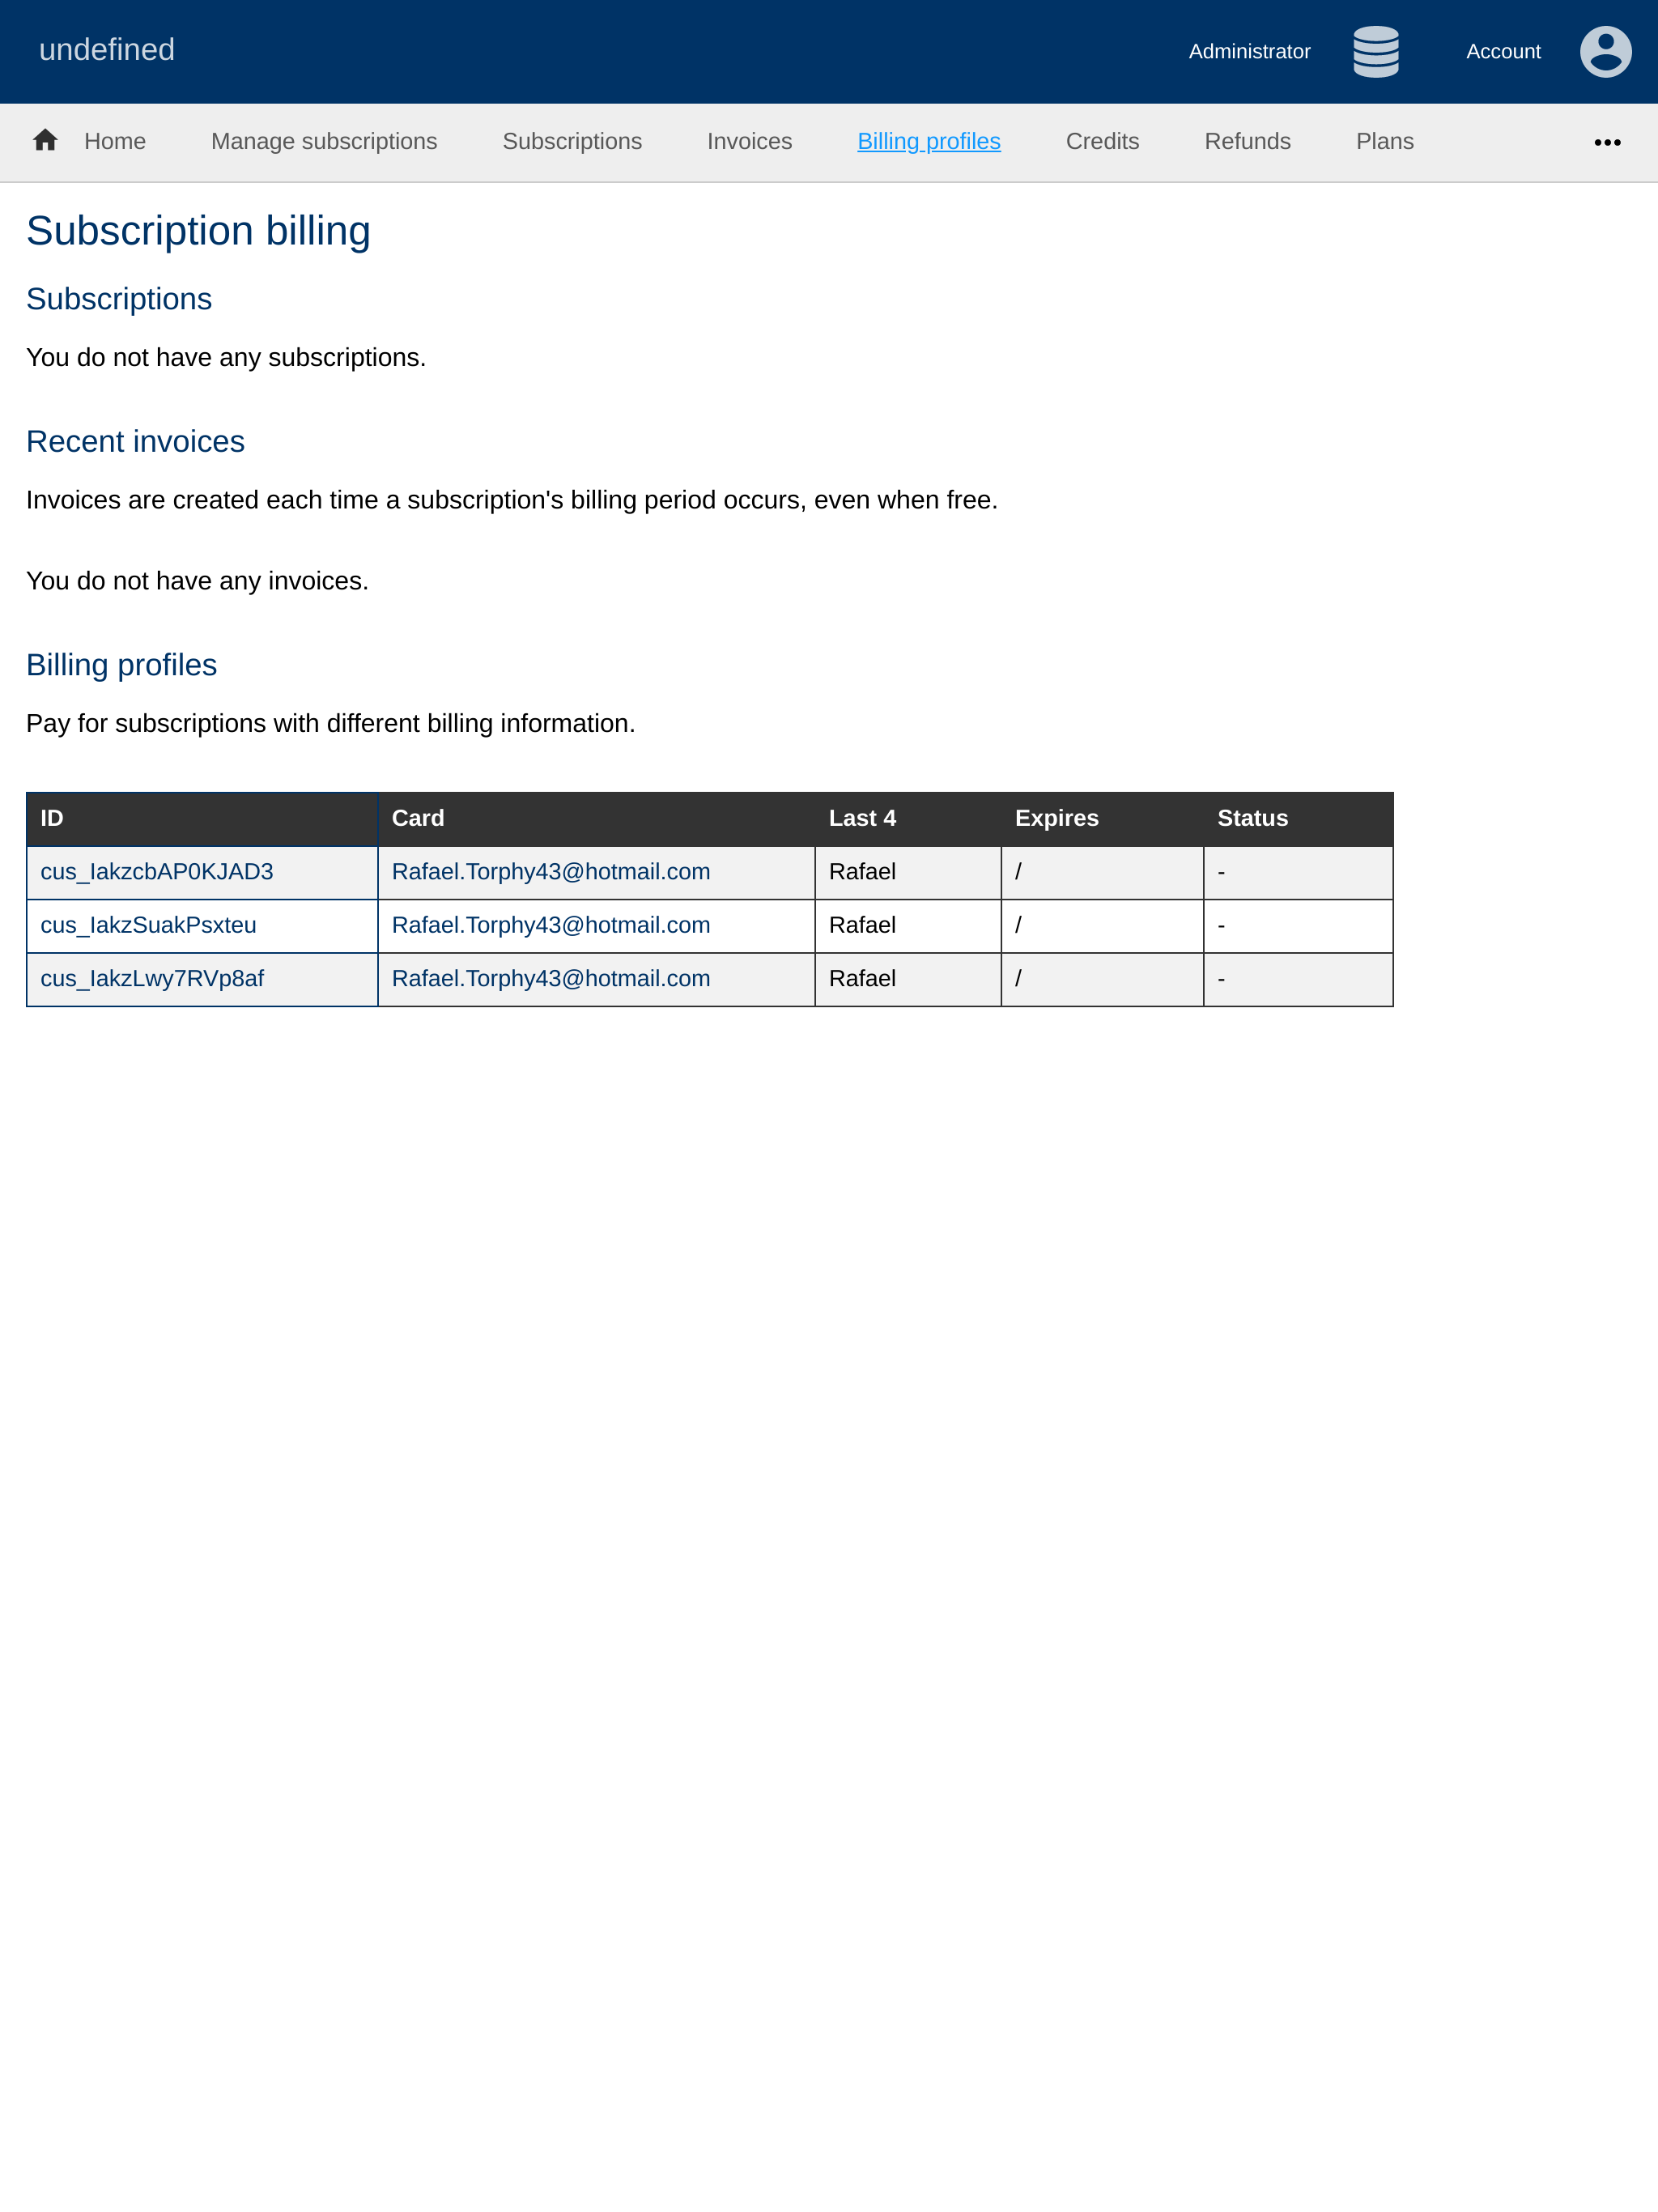 undefined
Administrator
Account
Home Manage subscriptions Subscriptions Invoices Billing profiles Credits Refunds Plans
Subscription billing
Subscriptions
You do not have any subscriptions.
Recent invoices
Invoices are created each time a subscription's billing period occurs, even when free.
You do not have any invoices.
Billing profiles
Pay for subscriptions with different billing information.
ID Card Last 4 Expires Status
cus_IakzcbAP0KJAD3 Rafael.Torphy43@hotmail.com Rafael / -
cus_IakzSuakPsxteu Rafael.Torphy43@hotmail.com Rafael / -
cus_IakzLwy7RVp8af Rafael.Torphy43@hotmail.com Rafael / -